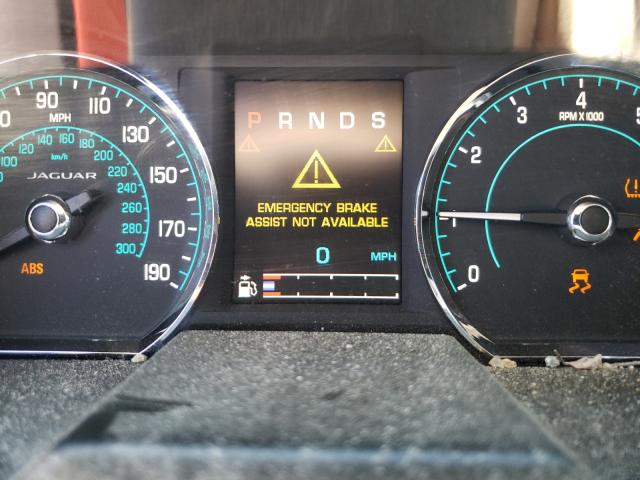 90 110 130 150 170 190
MPH
100 120 140 160 180 200 220 240 260 280 300
km/h
JAGUAR
ABS
P R N D S
EMERGENCY BRAKE
ASSIST NOT AVAILABLE
0 MPH
0 1 2 3 4 5
RPM X 1000